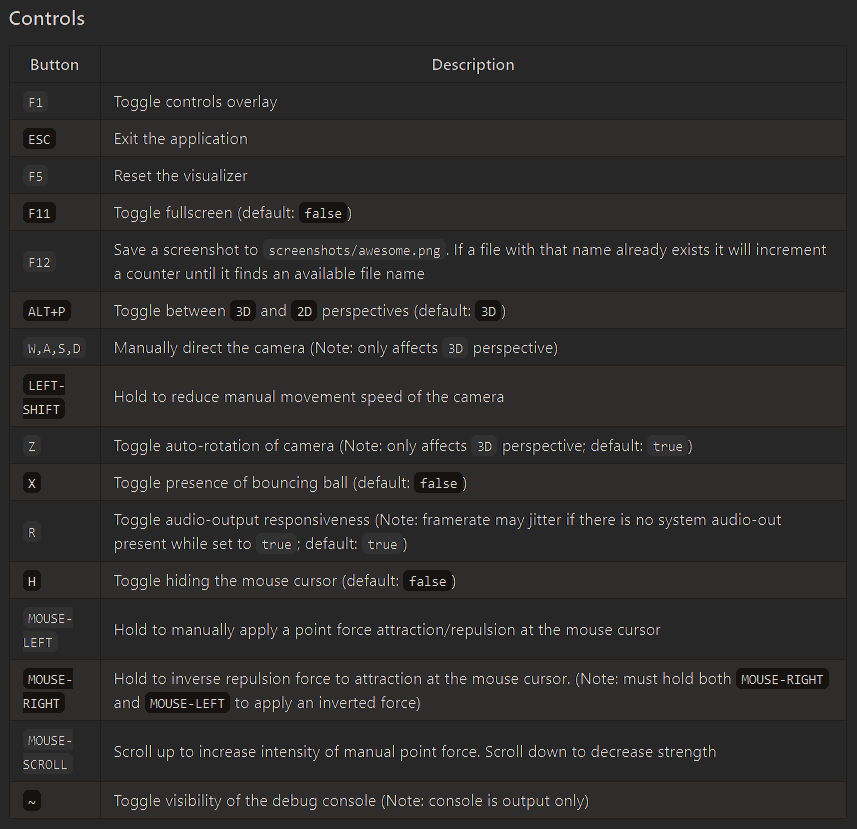 Controls
Button Description
F1 Toggle controls overlay
ESC Exit the application
F5 Reset the visualizer
F11 Toggle fullscreen (default: false)
F12 Save a screenshot to screenshots/awesome.png. If a file with that name already exists it will increment
a counter until it finds an available file name
ALT+P Toggle between 3D and 2D perspectives (default: 3D)
W,A,S,D Manually direct the camera (Note: only affects 3D perspective)
LEFT-
SHIFT Hold to reduce manual movement speed of the camera
Z Toggle auto-rotation of camera (Note: only affects 3D perspective; default: true)
X Toggle presence of bouncing ball (default: false)
R Toggle audio-output responsiveness (Note: framerate may jitter if there is no system audio-out
present while set to true; default: true)
H Toggle hiding the mouse cursor (default: false)
MOUSE-
LEFT Hold to manually apply a point force attraction/repulsion at the mouse cursor
MOUSE- Hold to inverse repulsion force to attraction at the mouse cursor. (Note: must hold both MOUSE-RIGHT
RIGHT and MOUSE-LEFT to apply an inverted force)
MOUSE-
SCROLL Scroll up to increase intensity of manual point force. Scroll down to decrease strength
~ Toggle visibility of the debug console (Note: console is output only)